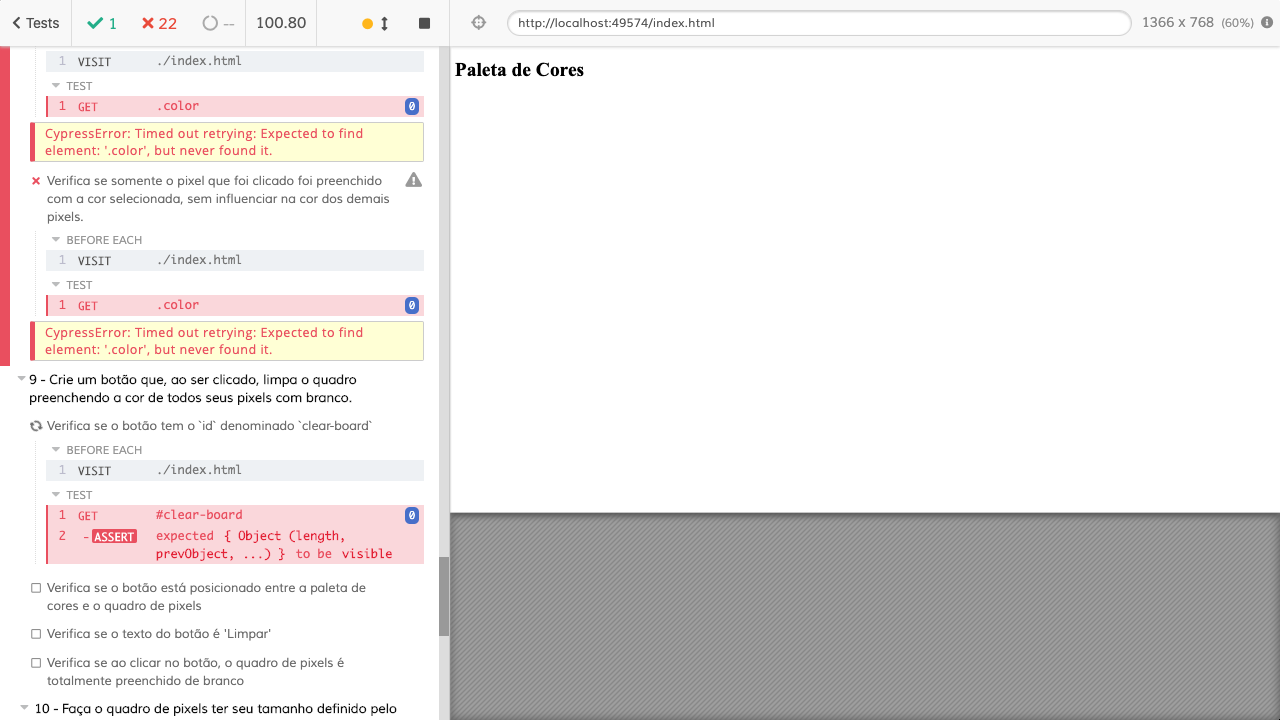 Tests
1
22
--
100.80
http://localhost:49574/index.html
1366 x 768 (60%)
1 VISIT ./index.html
TEST
1 GET .color 0
CypressError: Timed out retrying: Expected to find
element: '.color', but never found it.
Verifica se somente o pixel que foi clicado foi preenchido
com a cor selecionada, sem influenciar na cor dos demais
pixels.
BEFORE EACH
1 VISIT ./index.html
TEST
1 GET .color 0
CypressError: Timed out retrying: Expected to find
element: '.color', but never found it.
9 - Crie um botão que, ao ser clicado, limpa o quadro
preenchendo a cor de todos seus pixels com branco.
Verifica se o botão tem o `id` denominado `clear-board`
BEFORE EACH
1 VISIT ./index.html
TEST
1 GET #clear-board 0
2 -ASSERT expected { Object (length,
prevObject, ...) } to be visible
Verifica se o botão está posicionado entre a paleta de
cores e o quadro de pixels
Verifica se o texto do botão é 'Limpar'
Verifica se ao clicar no botão, o quadro de pixels é
totalmente preenchido de branco
10 - Faça o quadro de pixels ter seu tamanho definido pelo
Paleta de Cores